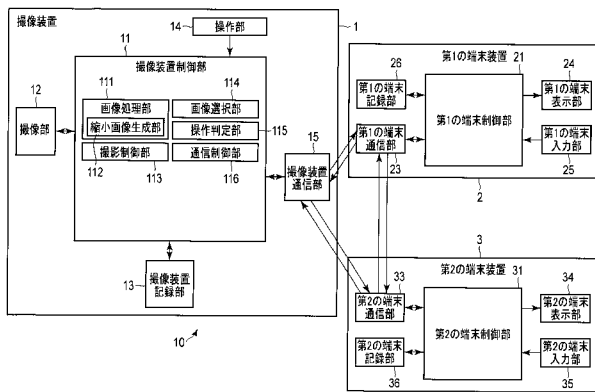 撮像装置
1
14
操作部
11
撮像装置制御部
12
撮像部
111
画像処理部
縮小画像生成部
112
撮影制御部
113
114
画像選択部
操作判定部
115
通信制御部
116
15
撮像装置
通信部
13
撮像装置
記録部
10
第1の端末装置
26
第1の端末
記録部
第1の端末
通信部
23
21
第1の端末制御部
24
第1の端末
表示部
第1の端末
入力部
25
2
3
第2の端末装置
33
第2の端末
通信部
第2の端末
記録部
36
31
第2の端末制御部
34
第2の端末
表示部
第2の端末
入力部
35